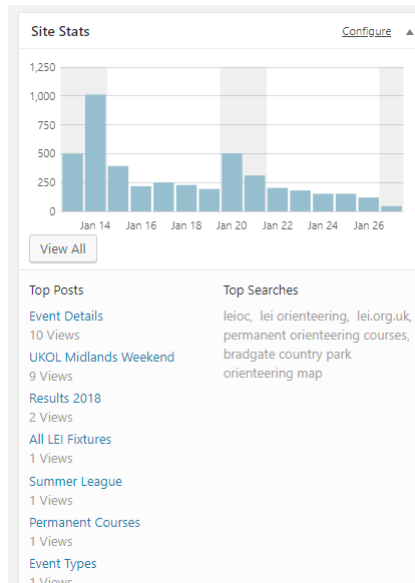 Site Stats
Configure
1,250
1,000
750
500
250
0
Jan 14 Jan 16 Jan 18 Jan 20 Jan 22 Jan 24 Jan 26
View All
Top Posts
Event Details
10 Views
UKOL Midlands Weekend
9 Views
Results 2018
2 Views
All LEI Fixtures
1 Views
Summer League
1 Views
Permanent Courses
1 Views
Event Types
1 Views
Top Searches
leioc, lei orienteering, lei.org.uk,
permanent orienteering courses,
bradgate country park
orienteering map